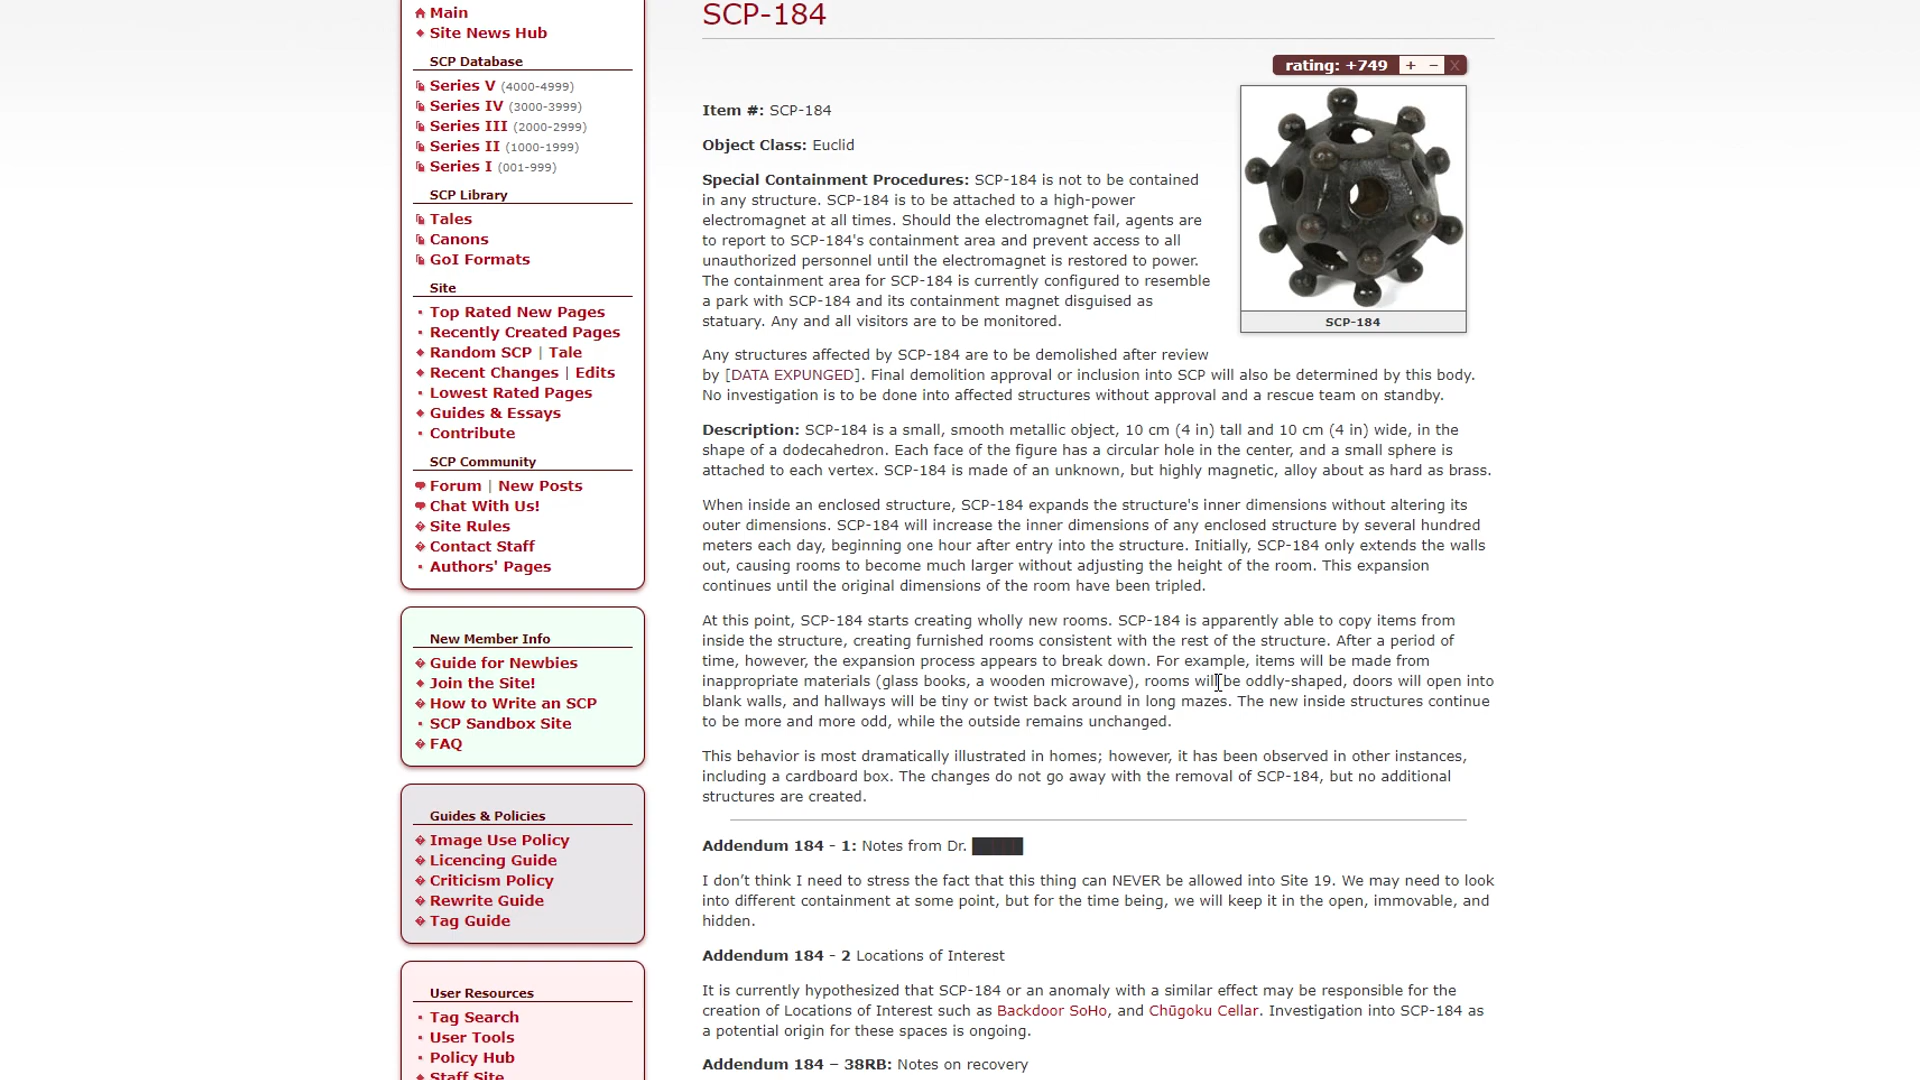 Main
Site News Hub
SCP Database
Series V (4000-4999)
Series IV (3000-3999)
Series III (2000-2999)
Series II (1000-1999)
Series I (001-999)
SCP Library
Tales
Canons
GoI Formats
Site
Top Rated New Pages
Recently Created Pages
Random SCP | Tale
Recent Changes | Edits
Lowest Rated Pages
Guides & Essays
Contribute
SCP Community
Forum | New Posts
Chat With Us!
Site Rules
Contact Staff
Authors' Pages
New Member Info
Guide for Newbies
Join the Site!
How to Write an SCP
SCP Sandbox Site
FAQ
Guides & Policies
Image Use Policy
Licencing Guide
Criticism Policy
Rewrite Guide
Tag Guide
User Resources
Tag Search
User Tools
Policy Hub
Staff Site
SCP-184
rating: +749 + − X
SCP-184
Item #: SCP-184
Object Class: Euclid
Special Containment Procedures: SCP-184 is not to be contained
in any structure. SCP-184 is to be attached to a high-power
electromagnet at all times. Should the electromagnet fail, agents are
to report to SCP-184's containment area and prevent access to all
unauthorized personnel until the electromagnet is restored to power.
The containment area for SCP-184 is currently configured to resemble
a park with SCP-184 and its containment magnet disguised as
statuary. Any and all visitors are to be monitored.
Any structures affected by SCP-184 are to be demolished after review
by [DATA EXPUNGED]. Final demolition approval or inclusion into SCP will also be determined by this body.
No investigation is to be done into affected structures without approval and a rescue team on standby.
Description: SCP-184 is a small, smooth metallic object, 10 cm (4 in) tall and 10 cm (4 in) wide, in the
shape of a dodecahedron. Each face of the figure has a circular hole in the center, and a small sphere is
attached to each vertex. SCP-184 is made of an unknown, but highly magnetic, alloy about as hard as brass.
When inside an enclosed structure, SCP-184 expands the structure's inner dimensions without altering its
outer dimensions. SCP-184 will increase the inner dimensions of any enclosed structure by several hundred
meters each day, beginning one hour after entry into the structure. Initially, SCP-184 only extends the walls
out, causing rooms to become much larger without adjusting the height of the room. This expansion
continues until the original dimensions of the room have been tripled.
At this point, SCP-184 starts creating wholly new rooms. SCP-184 is apparently able to copy items from
inside the structure, creating furnished rooms consistent with the rest of the structure. After a period of
time, however, the expansion process appears to break down. For example, items will be made from
inappropriate materials (glass books, a wooden microwave), rooms will be oddly-shaped, doors will open into
blank walls, and hallways will be tiny or twist back around in long mazes. The new inside structures continue
to be more and more odd, while the outside remains unchanged.
This behavior is most dramatically illustrated in homes; however, it has been observed in other instances,
including a cardboard box. The changes do not go away with the removal of SCP-184, but no additional
structures are created.
Addendum 184 - 1: Notes from Dr. █████
I don’t think I need to stress the fact that this thing can NEVER be allowed into Site 19. We may need to look
into different containment at some point, but for the time being, we will keep it in the open, immovable, and
hidden.
Addendum 184 - 2 Locations of Interest
It is currently hypothesized that SCP-184 or an anomaly with a similar effect may be responsible for the
creation of Locations of Interest such as Backdoor SoHo, and Chūgoku Cellar. Investigation into SCP-184 as
a potential origin for these spaces is ongoing.
Addendum 184 – 38RB: Notes on recovery